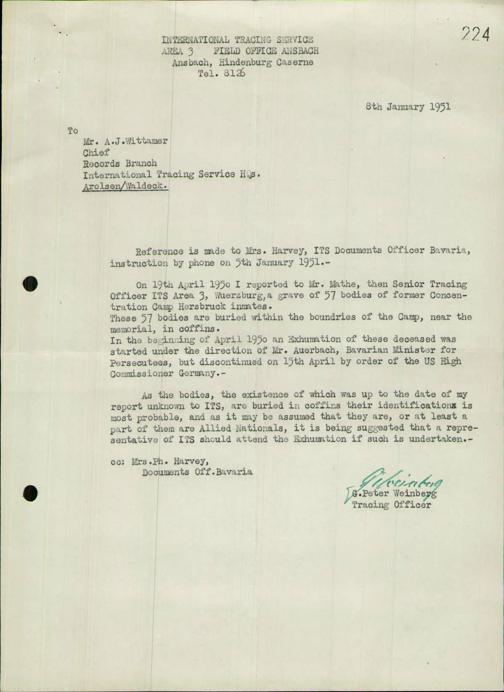 224
INTERNATIONAL TRACING SERVICE
AREA 3 FIELD OFFICE ANSBACH
Ansbach, Hindenburg Caserne
Tel. 8126
8th January 1951
To
Mr. A.J.Wittamer
Chief
Records Branch
International Tracing Service Hqs.
Arolsen/Waldeck.
Reference is made to Mrs. Harvey, ITS Documents Officer Bavaria,
instruction by phone on 5th January 1951.-
On 19th April 1950 I reported to Mr. Mathe, then Senior Tracing
Officer ITS Area 3, Wuerzburg,a grave of 57 bodies of former Concen-
tration Camp Hersbruck inmates.
These 57 bodies are buried within the boundries of the Camp, near the
memorial, in coffins.
In the beginning of April 1950 an Exhumation of these deceased was
started under the direction of Mr. Auerbach, Bavarian Minister for
Persecutees, but discontinued on 15th April by order of the US High
Commissioner Germany.-
As the bodies, the existence of which was up to the date of my
report unknown to ITS, are buried in coffins their identifications is
most probable, and as it may be assumed that they are, or at least a
part of them are Allied Nationals, it is being suggested that a repre-
sentative of ITS should attend the Exhumation if such is undertaken.-
cc: Mrs.Ph. Harvey,
Documents Off.Bavaria
GWeinberg
G.Peter Weinberg
Tracing Officer